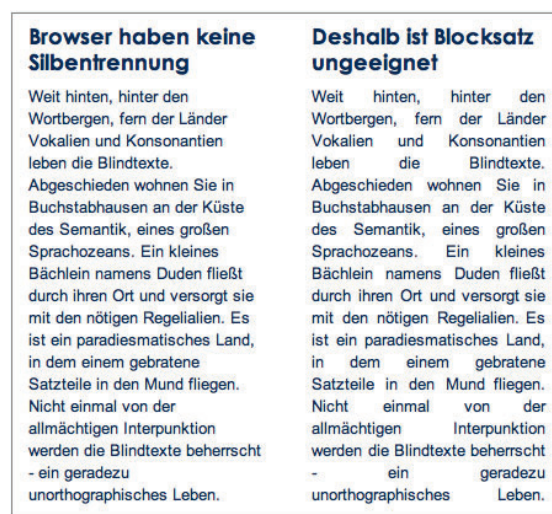 Browser haben keine
Silbentrennung
Weit hinten, hinter den
Wortbergen, fern der Länder
Vokalien und Konsonantien
leben die Blindtexte.
Abgeschieden wohnen Sie in
Buchstabhausen an der Küste
des Semantik, eines großen
Sprachozeans. Ein kleines
Bächlein namens Duden fließt
durch ihren Ort und versorgt sie
mit den nötigen Regelialien. Es
ist ein paradiesmatisches Land,
in dem einem gebratene
Satzteile in den Mund fliegen.
Nicht einmal von der
allmächtigen Interpunktion
werden die Blindtexte beherrscht
- ein geradezu
unorthographisches Leben.
Deshalb ist Blocksatz
ungeeignet
Weit hinten, hinter den
Wortbergen, fern der Länder
Vokalien und Konsonantien
leben die Blindtexte.
Abgeschieden wohnen Sie in
Buchstabhausen an der Küste
des Semantik, eines großen
Sprachozeans. Ein kleines
Bächlein namens Duden fließt
durch ihren Ort und versorgt sie
mit den nötigen Regelialien. Es
ist ein paradiesmatisches Land,
in dem einem gebratene
Satzteile in den Mund fliegen.
Nicht einmal von der
allmächtigen Interpunktion
werden die Blindtexte beherrscht
- ein geradezu
unorthographisches Leben.